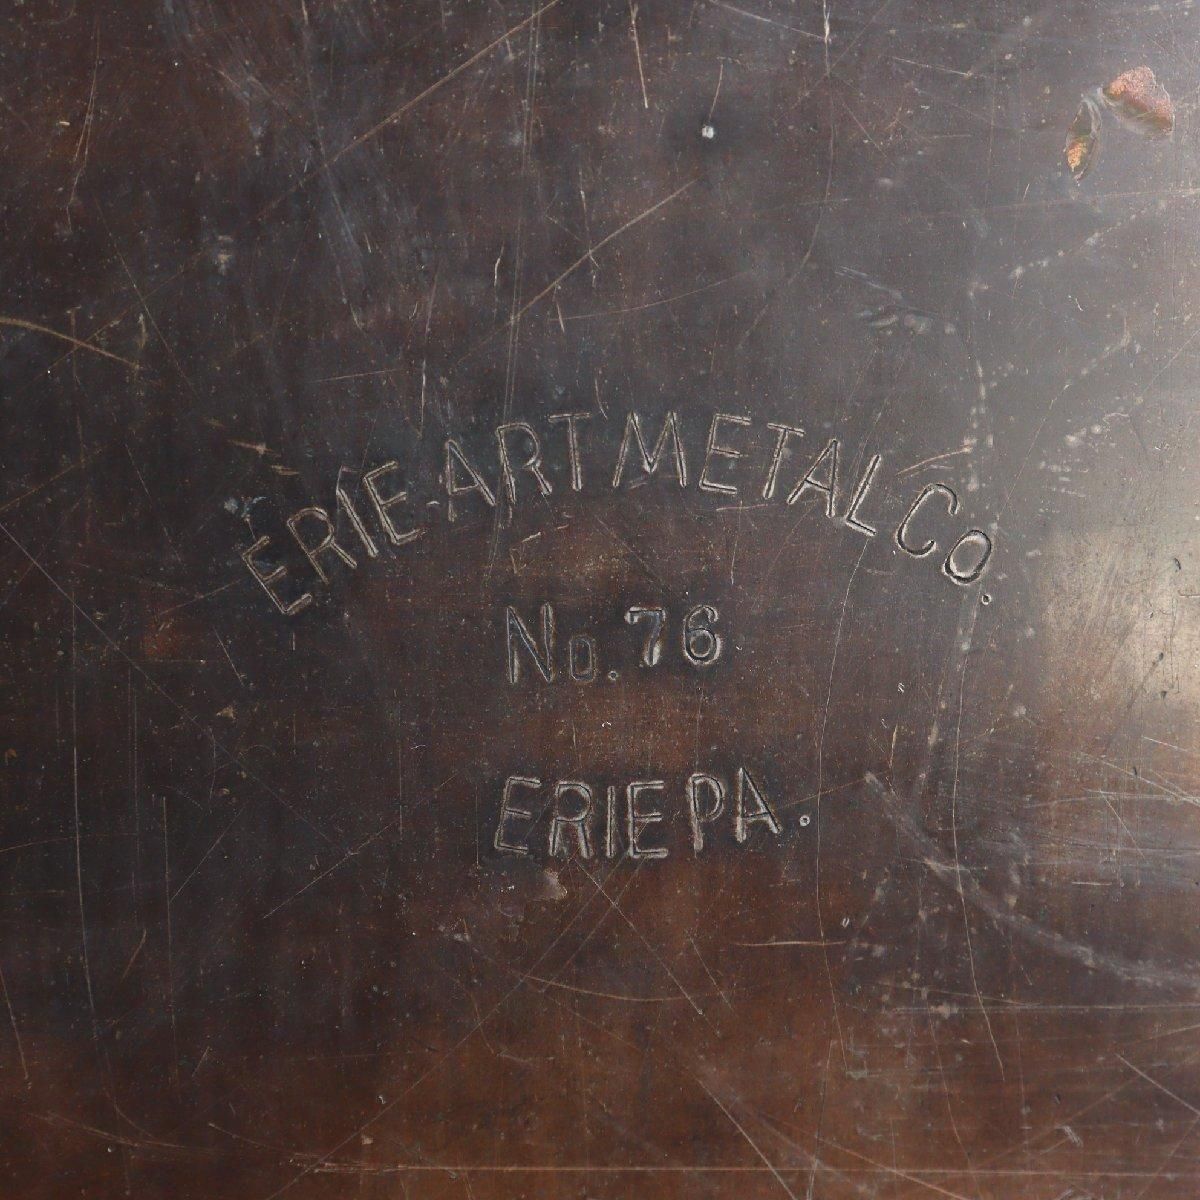 ERIE-ART METAL CO.
No. 76
ERIE PA.